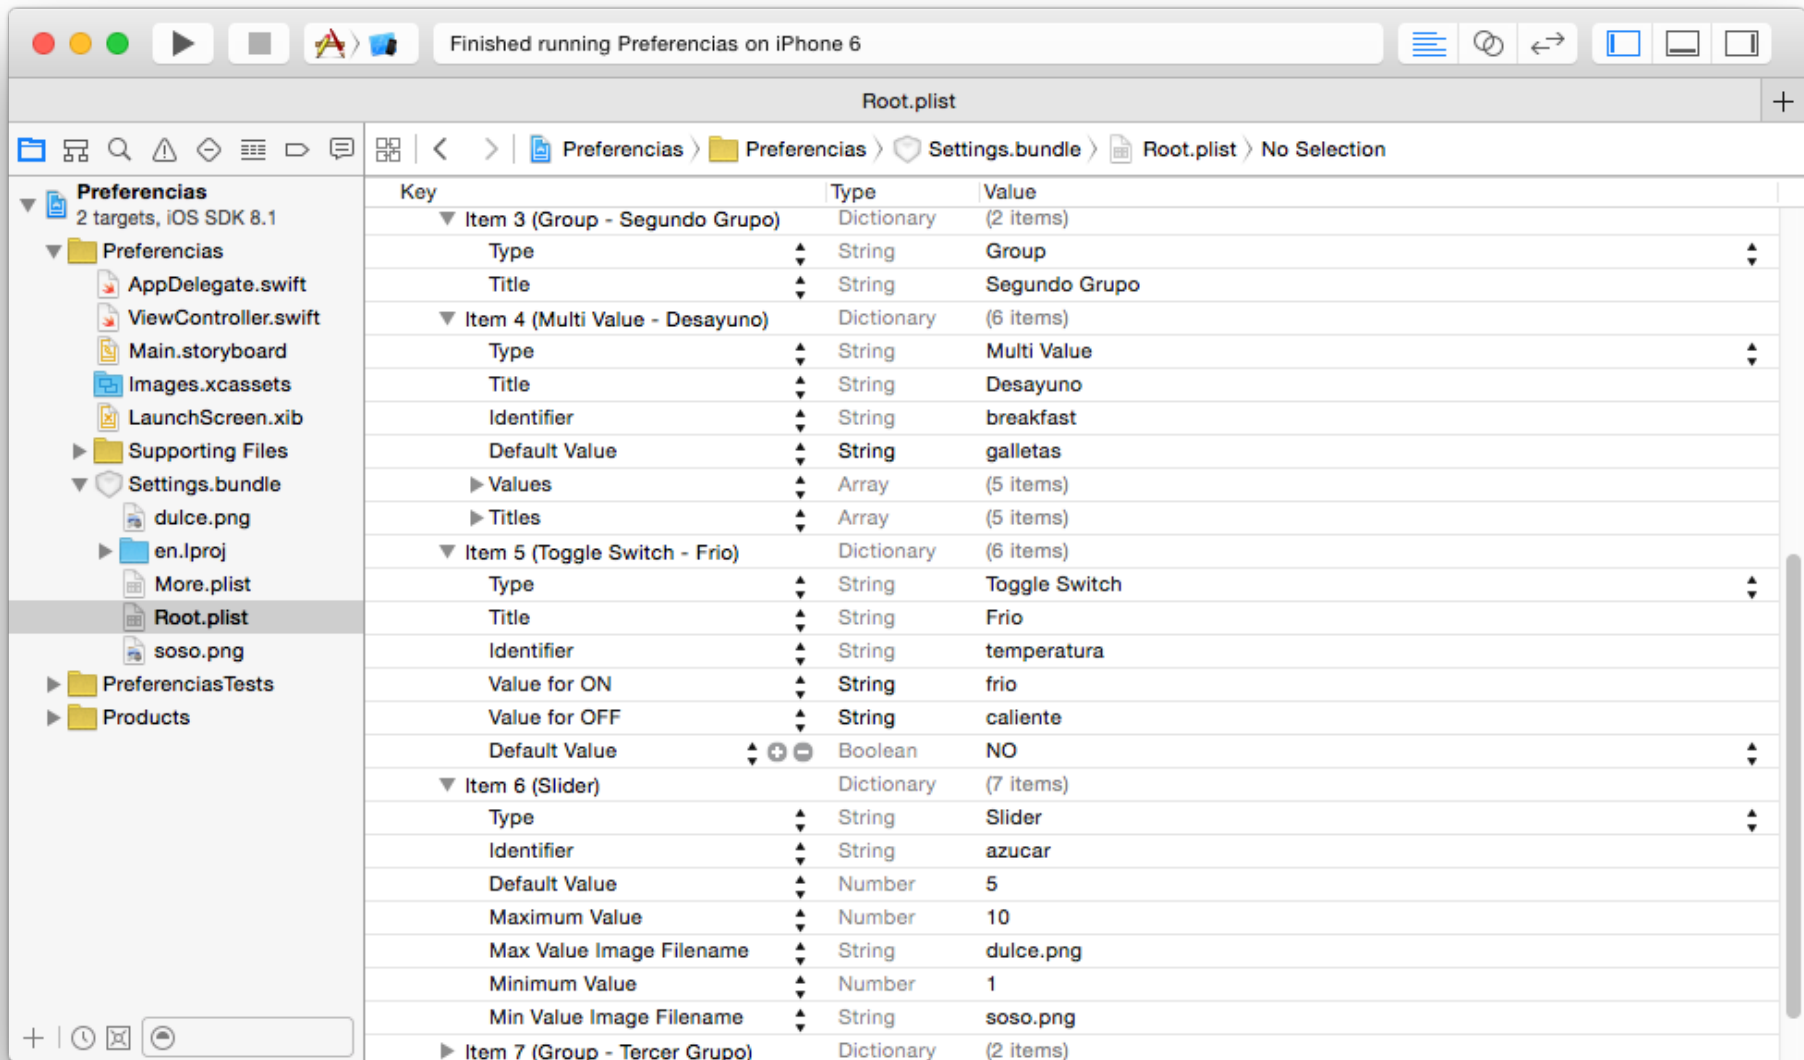 Finished running Preferencias on iPhone 6
Root.plist
Preferencias Preferencias Settings.bundle Root.plist No Selection
Preferencias
2 targets, iOS SDK 8.1
Preferencias
AppDelegate.swift
ViewController.swift
Main.storyboard
Images.xcassets
LaunchScreen.xib
Supporting Files
Settings.bundle
dulce.png
en.lproj
More.plist
Root.plist
soso.png
PreferenciasTests
Products
Key Type Value
Item 3 (Group - Segundo Grupo) Dictionary (2 items)
Type String Group
Title String Segundo Grupo
Item 4 (Multi Value - Desayuno) Dictionary (6 items)
Type String Multi Value
Title String Desayuno
Identifier String breakfast
Default Value String galletas
Values Array (5 items)
Titles Array (5 items)
Item 5 (Toggle Switch - Frio) Dictionary (6 items)
Type String Toggle Switch
Title String Frio
Identifier String temperatura
Value for ON String frio
Value for OFF String caliente
Default Value Boolean NO
Item 6 (Slider) Dictionary (7 items)
Type String Slider
Identifier String azucar
Default Value Number 5
Maximum Value Number 10
Max Value Image Filename String dulce.png
Minimum Value Number 1
Min Value Image Filename String soso.png
Item 7 (Group - Tercer Grupo) Dictionary (2 items)